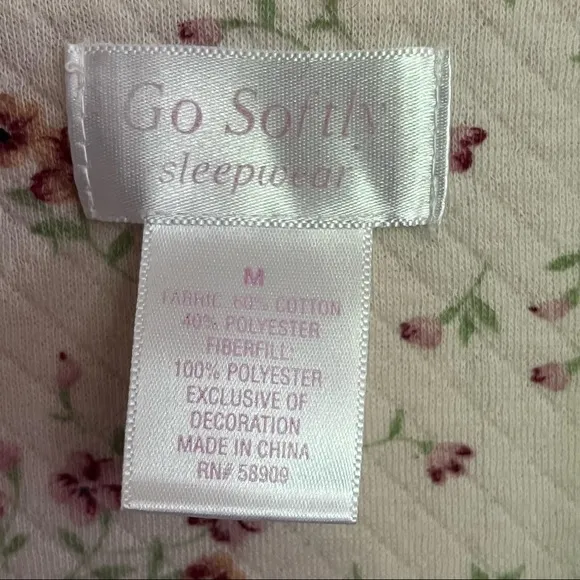 Go Softly
sleepwear
M
FABRIC: 60% COTTON
40% POLYESTER
FIBERFILL:
100% POLYESTER
EXCLUSIVE OF
DECORATION
MADE IN CHINA
RN# 58909